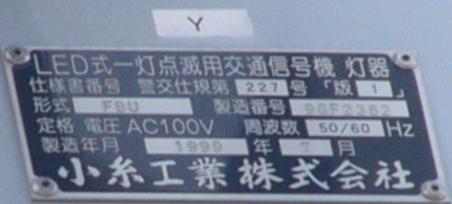 Y
LED式一灯点滅用交通信号機 灯器
仕様書番号 警交仕規第 227 号 「版 1 」
形式 FBU 製造番号 9GF2362
定格 電圧 AC100V 周波数 50/60 Hz
製造年月 1999 年 7 月
小糸工業株式会社